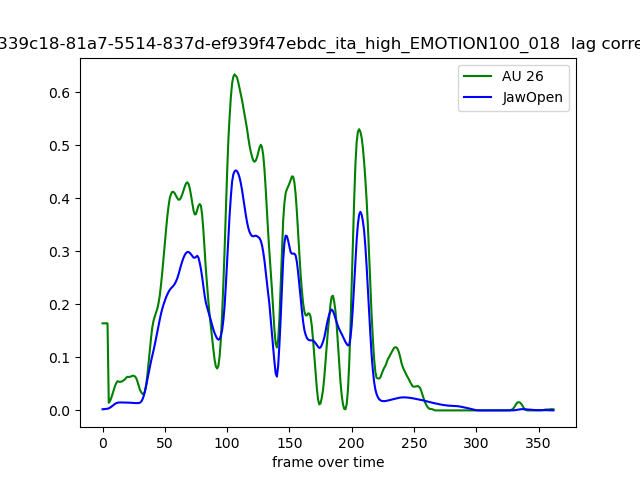 339c18-81a7-5514-837d-ef939f47ebdc_ita_high_EMOTION100_018 lag corre
AU 26
JawOpen
0.6
0.5
0.4
0.3
0.2
0.1
0.0
0 50 100 150 200 250 300 350
frame over time